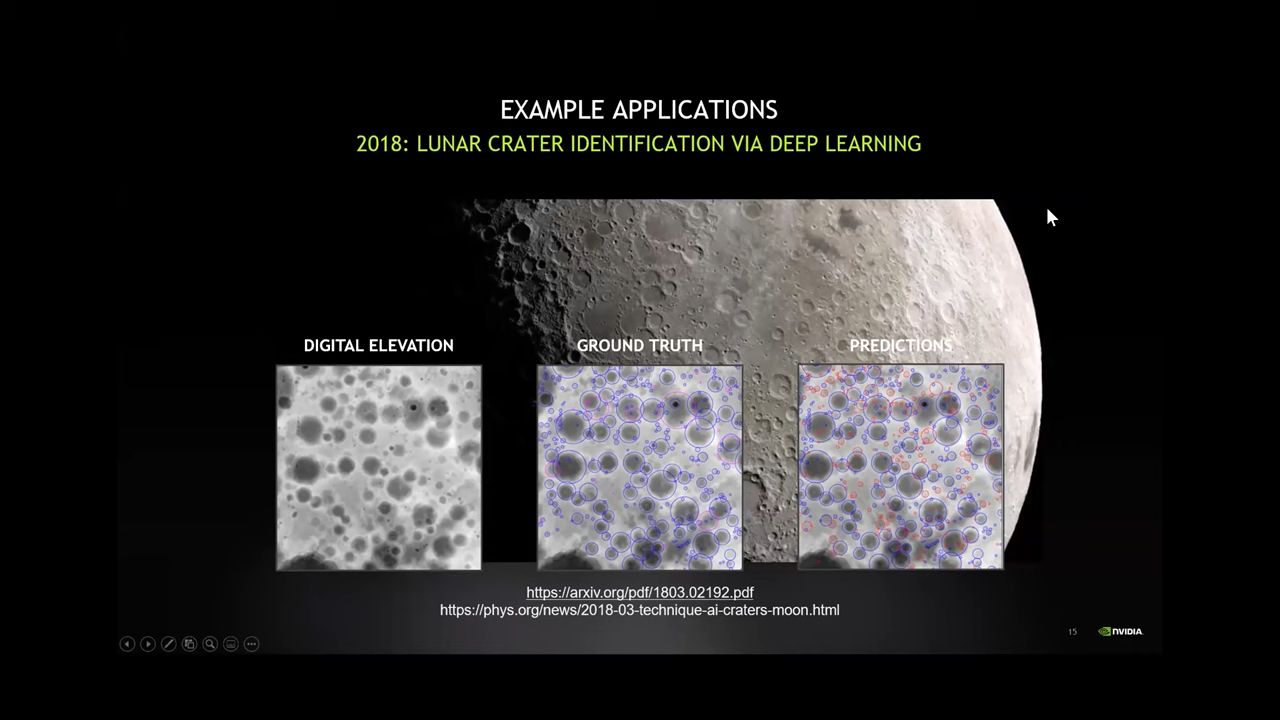 EXAMPLE APPLICATIONS
2018: LUNAR CRATER IDENTIFICATION VIA DEEP LEARNING
DIGITAL ELEVATION
GROUND TRUTH
PREDICTIONS
https://arxiv.org/pdf/1803.02192.pdf
https://phys.org/news/2018-03-technique-ai-craters-moon.html
15
NVIDIA.